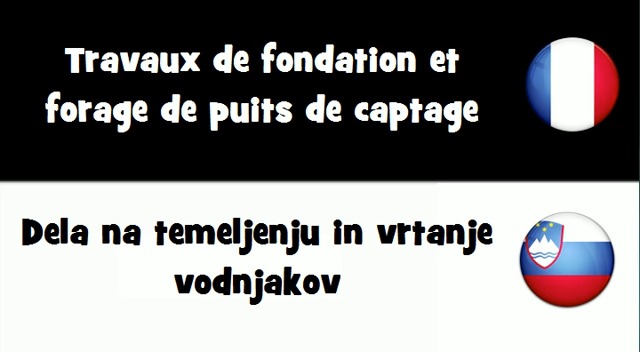 Travaux de fondation et
forage de puits de captage
Dela na temeljenju in vrtanje
vodnjakov